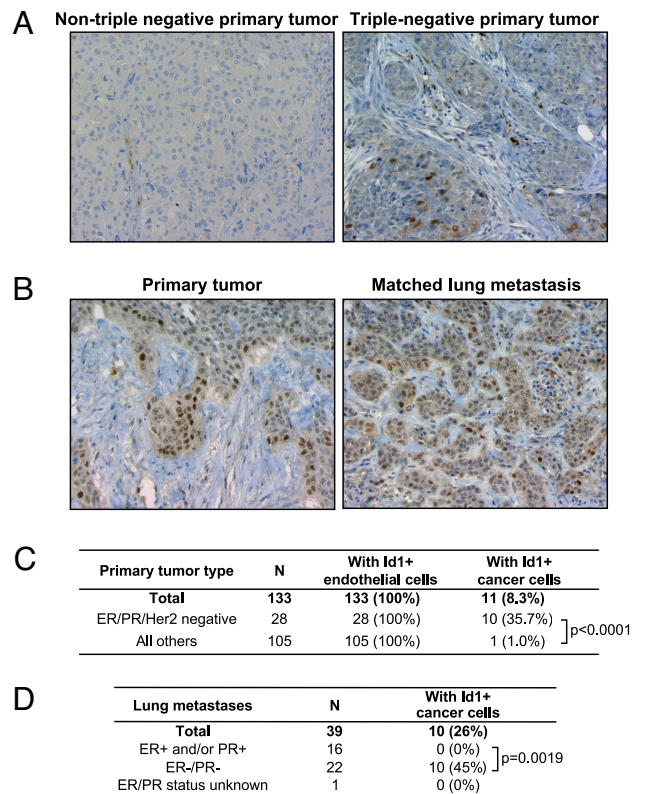 A
Non-triple negative primary tumor
Triple-negative primary tumor
B
Primary tumor
Matched lung metastasis
C
Primary tumor type N With Id1+ endothelial cells With Id1+ cancer cells
Total 133 133 (100%) 11 (8.3%)
ER/PR/Her2 negative 28 28 (100%) 10 (35.7%)
All others 105 105 (100%) 1 (1.0%)
p<0.0001
D
Lung metastases N With Id1+ cancer cells
Total 39 10 (26%)
ER+ and/or PR+ 16 0 (0%)
ER-/PR- 22 10 (45%)
p=0.0019
ER/PR status unknown 1 0 (0%)